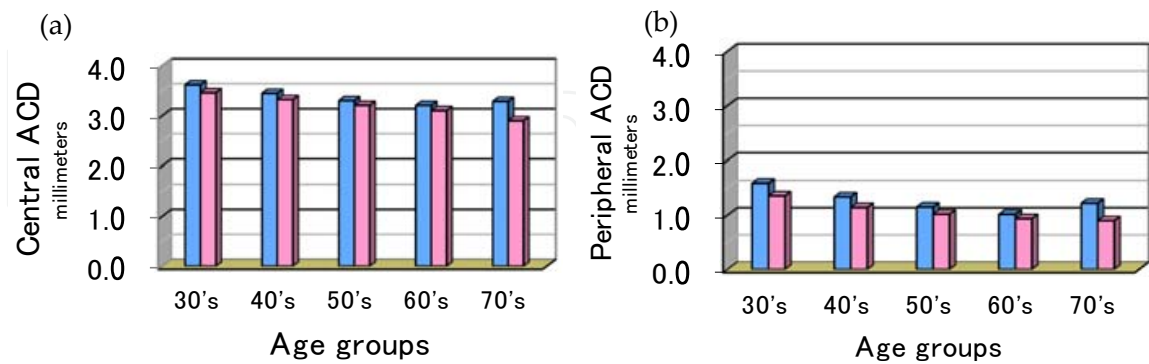 (a)
Central ACD
millimeters
4.0
3.0
2.0
1.0
0.0
30's 40's 50's 60's 70's
Age groups
(b)
Peripheral ACD
millimeters
4.0
3.0
2.0
1.0
0.0
30's 40's 50's 60's 70's
Age groups